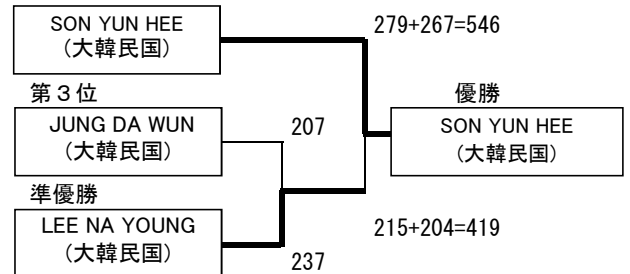 SON YUN HEE
(大韓民国)
279+267=546
第３位
優勝
JUNG DA WUN
(大韓民国)
207
SON YUN HEE
(大韓民国)
準優勝
LEE NA YOUNG
(大韓民国)
215+204=419
237